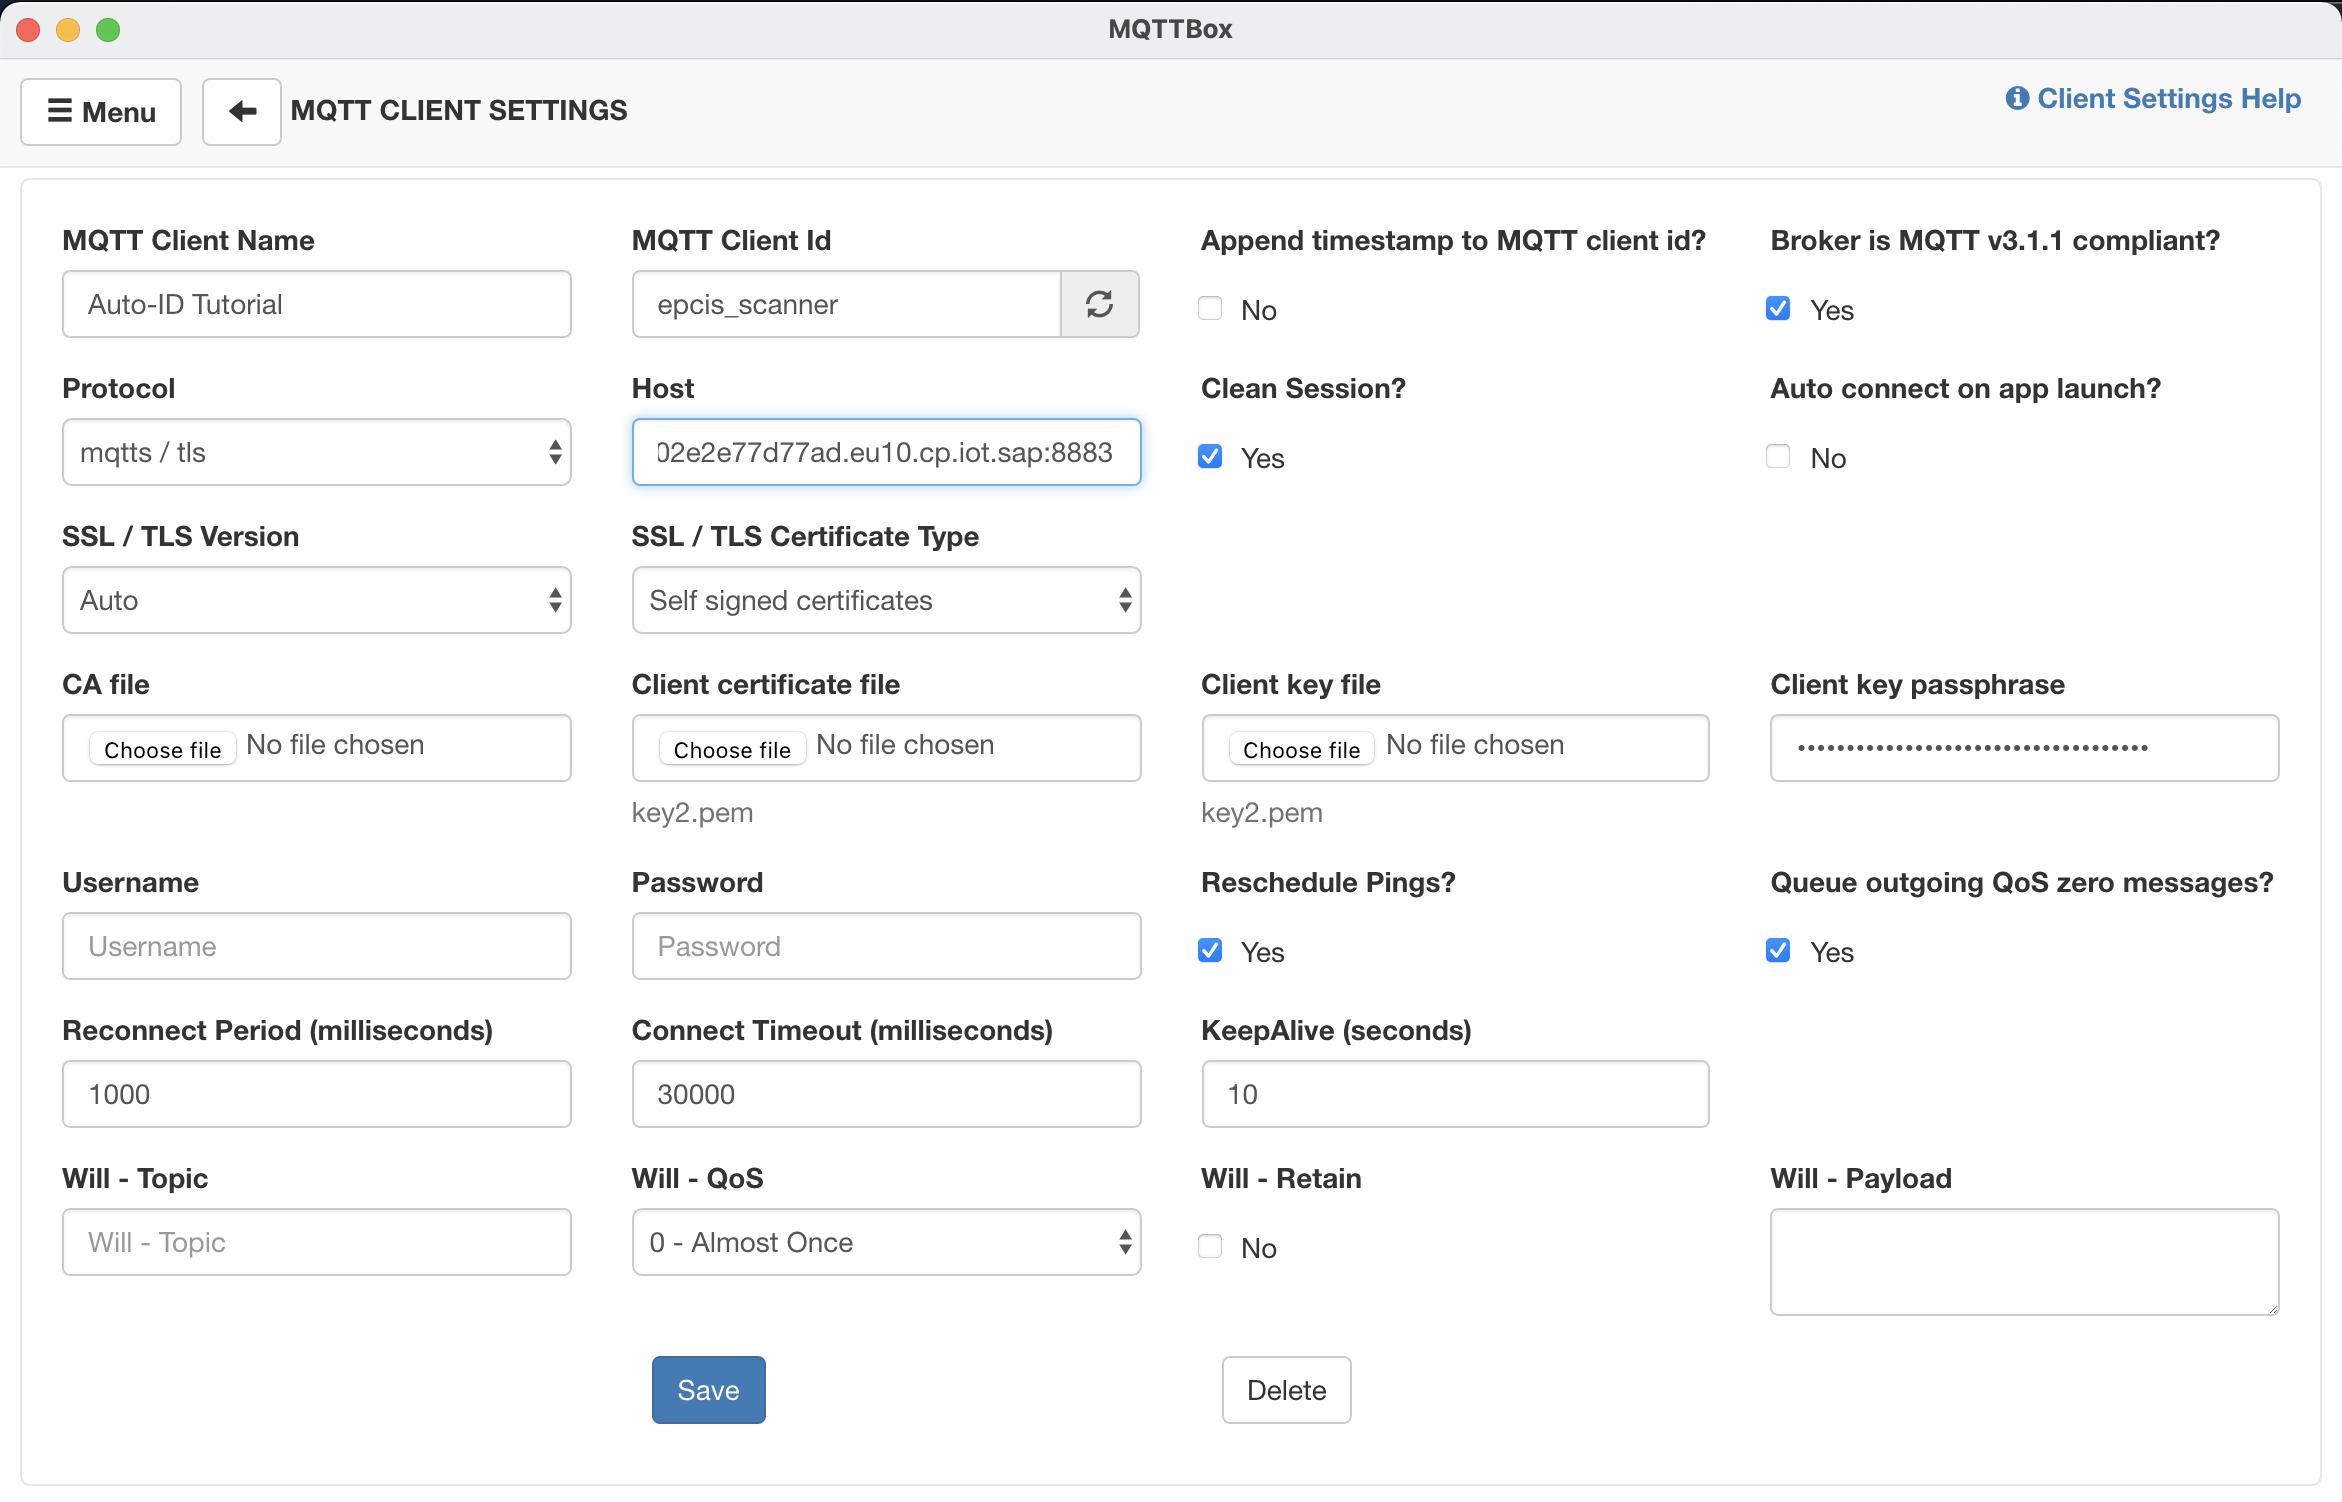 MQTTBox
Menu
MQTT CLIENT SETTINGS
Client Settings Help
MQTT Client Name
MQTT Client Id
Append timestamp to MQTT client id?
Broker is MQTT v3.1.1 compliant?
Auto-ID Tutorial
epcis_scanner
No
Yes
Protocol
Host
Clean Session?
Auto connect on app launch?
mqtts / tls
02e2e77d77ad.eu10.cp.iot.sap:8883
Yes
No
SSL / TLS Version
SSL / TLS Certificate Type
Auto
Self signed certificates
CA file
Client certificate file
Client key file
Client key passphrase
Choose file No file chosen
Choose file No file chosen
Choose file No file chosen
key2.pem
key2.pem
Username
Password
Reschedule Pings?
Queue outgoing QoS zero messages?
Username
Password
Yes
Yes
Reconnect Period (milliseconds)
Connect Timeout (milliseconds)
KeepAlive (seconds)
1000
30000
10
Will - Topic
Will - QoS
Will - Retain
Will - Payload
Will - Topic
0 - Almost Once
No
Save
Delete